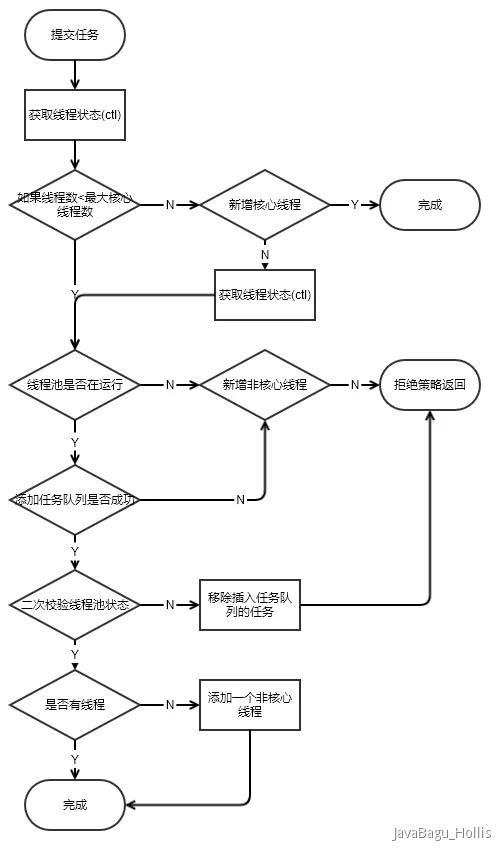 提交任务
获取线程状态(ctl)
如果线程数<最大核心
线程数
N
新增核心线程
Y
完成
N
Y
获取线程状态(ctl)
线程池是否在运行
N
新增非核心线程
N
拒绝策略返回
Y
添加任务队列是否成功
N
Y
二次校验线程池状态
N
移除插入任务队
列的任务
Y
是否有线程
N
添加一个非核心
线程
Y
完成
JavaBagu_Hollis